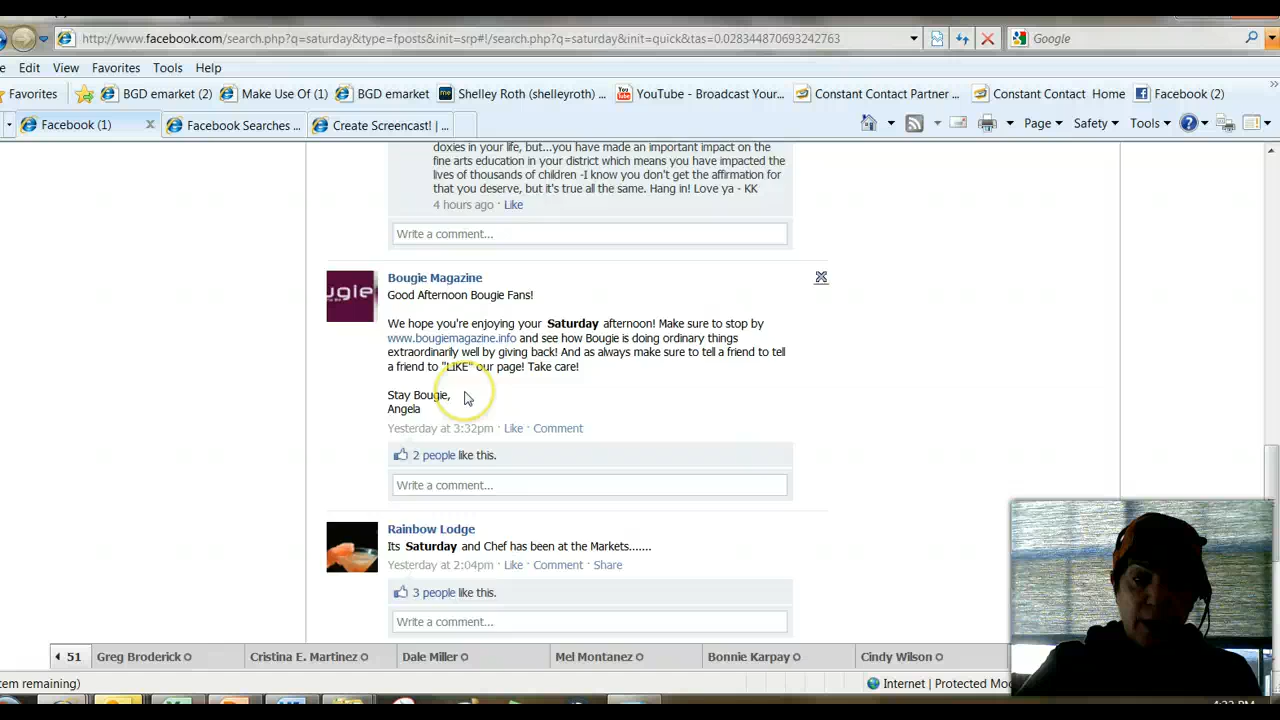 http://www.facebook.com/search.php?q=saturday&type=fposts&init=srp#!/search.php?q=saturday&init=quick&tas=0.028344870693242763
Google
Edit View Favorites Tools Help
Favorites BGD emarket (2) Make Use Of (1) BGD emarket Shelley Roth (shelleyroth) ... YouTube - Broadcast Your... Constant Contact Partner ... Constant Contact Home Facebook (2)
Facebook (1) Facebook Searches ... Create Screencast! | ... Page Safety Tools
doxies in your life, but...you have made an important impact on the
fine arts education in your district which means you have impacted the
lives of thousands of children -I know you don't get the affirmation for
that you deserve, but it's true all the same. Hang in! Love ya - KK
4 hours ago · Like
Write a comment...
Bougie Magazine
Good Afternoon Bougie Fans!
We hope you're enjoying your Saturday afternoon! Make sure to stop by
www.bougiemagazine.info and see how Bougie is doing ordinary things
extraordinarily well by giving back! And as always make sure to tell a friend to tell
a friend to "LIKE" our page! Take care!
Stay Bougie,
Angela
Yesterday at 3:32pm · Like · Comment
2 people like this.
Write a comment...
Rainbow Lodge
Its Saturday and Chef has been at the Markets.......
Yesterday at 2:04pm · Like · Comment · Share
3 people like this.
Write a comment...
51 Greg Broderick Cristina E. Martinez Dale Miller Mel Montanez Bonnie Karpay Cindy Wilson
tem remaining) Internet | Protected Mo